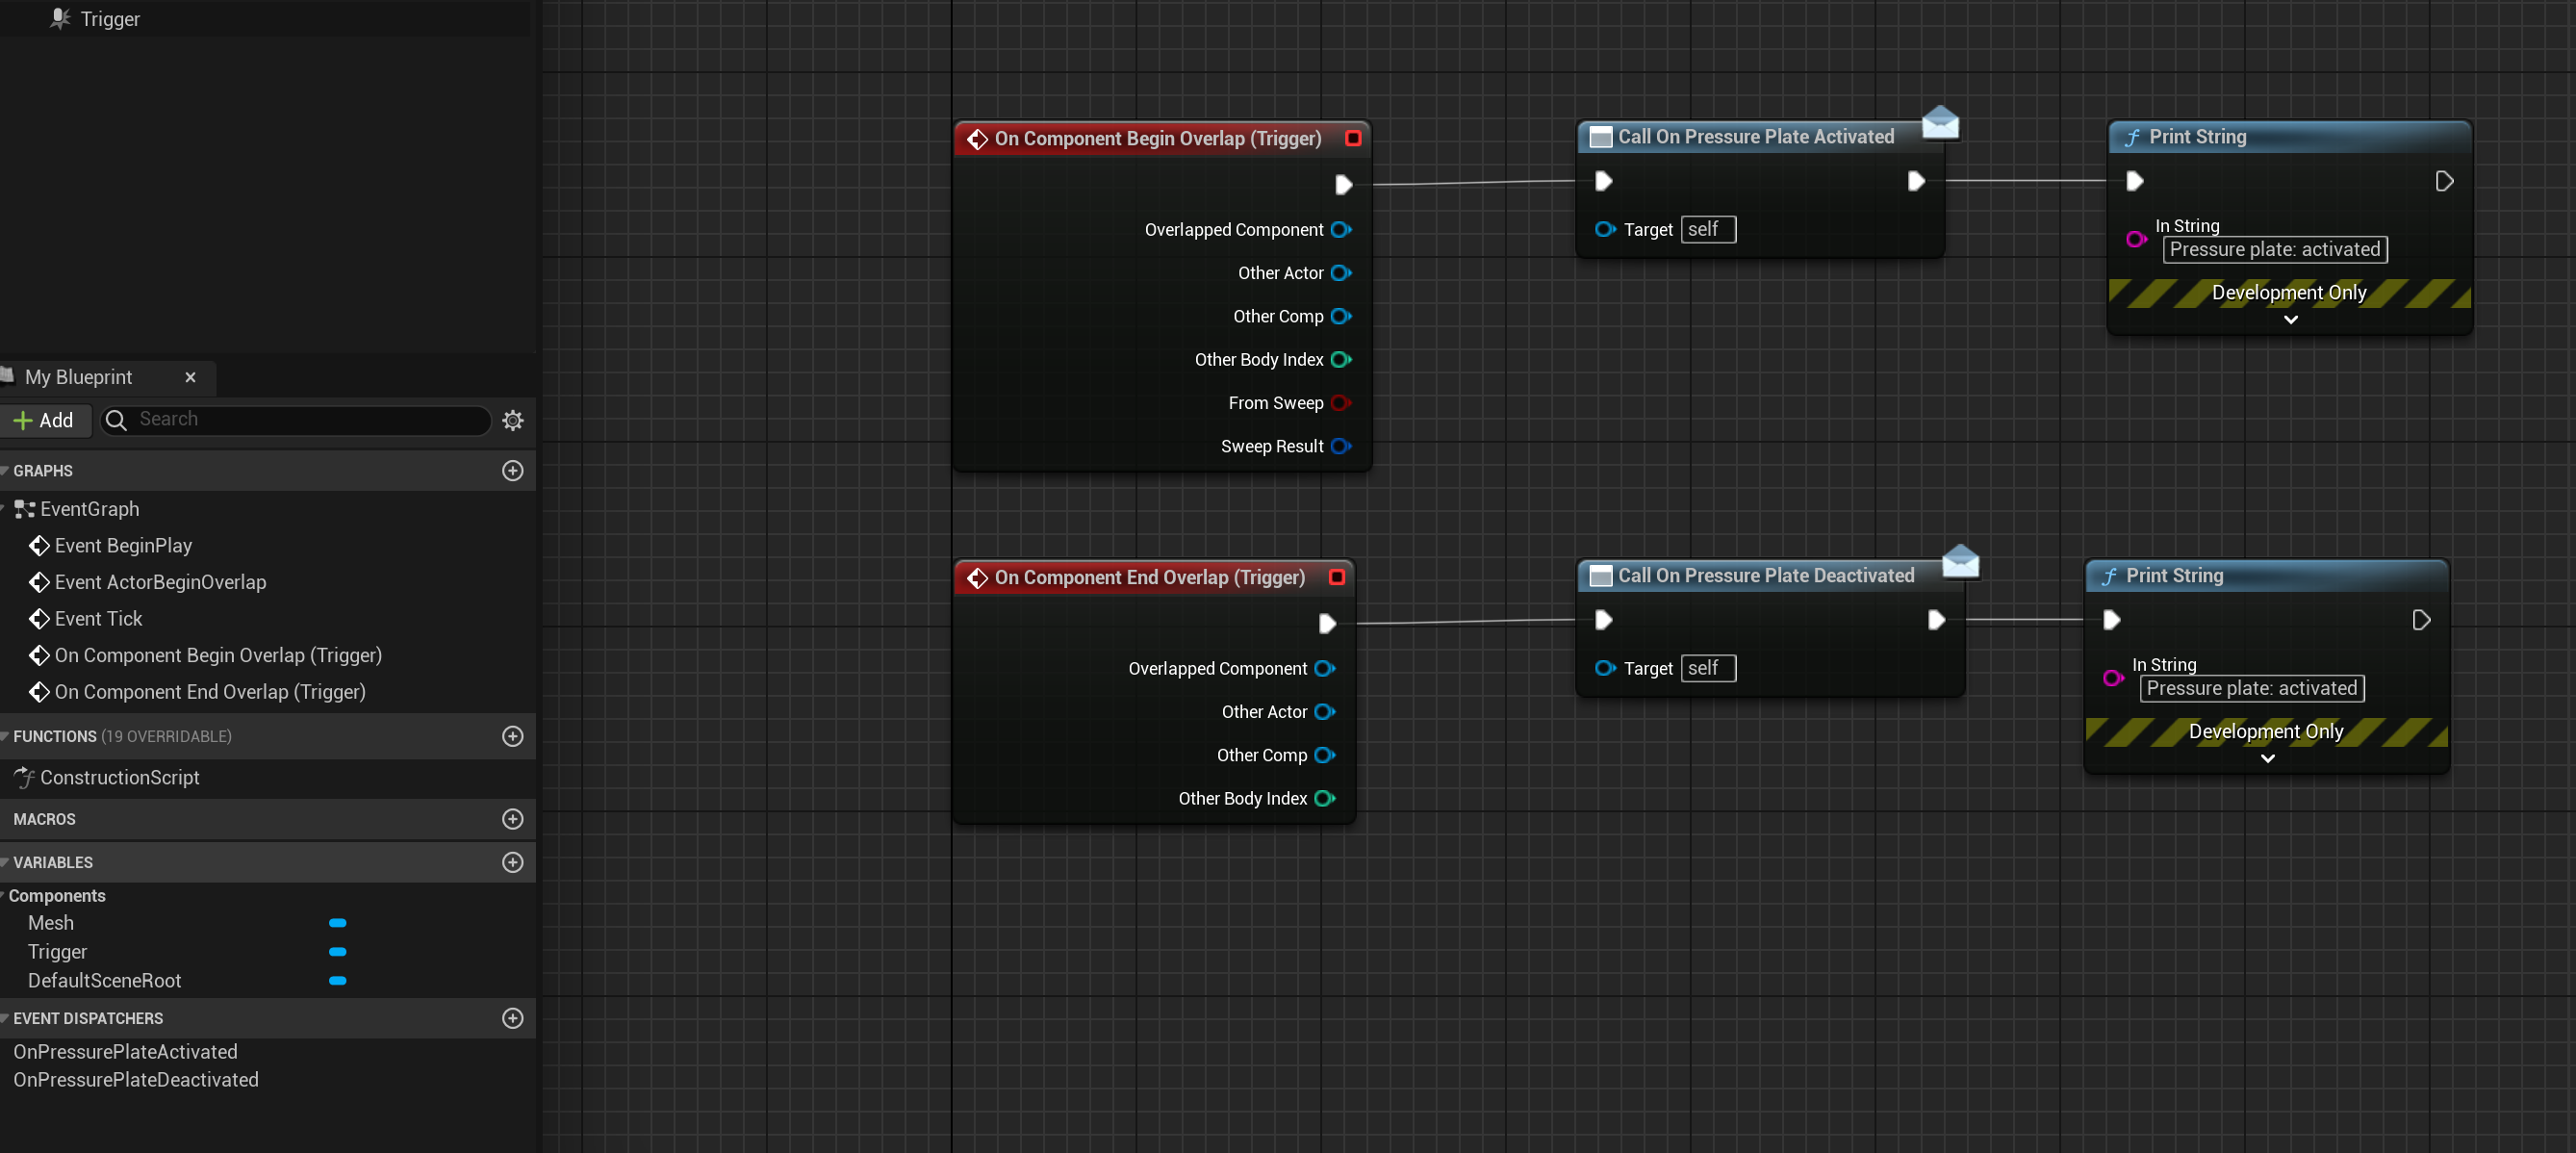 Trigger
My Blueprint
Add
Search
GRAPHS
EventGraph
Event BeginPlay
Event ActorBeginOverlap
Event Tick
On Component Begin Overlap (Trigger)
On Component End Overlap (Trigger)
FUNCTIONS (19 OVERRIDABLE)
ConstructionScript
MACROS
VARIABLES
Components
Mesh
Trigger
DefaultSceneRoot
EVENT DISPATCHERS
OnPressurePlateActivated
OnPressurePlateDeactivated
On Component Begin Overlap (Trigger)
Overlapped Component
Other Actor
Other Comp
Other Body Index
From Sweep
Sweep Result
Call On Pressure Plate Activated
Target self
Print String
In String
Pressure plate: activated
Development Only
On Component End Overlap (Trigger)
Overlapped Component
Other Actor
Other Comp
Other Body Index
Call On Pressure Plate Deactivated
Target self
Print String
In String
Pressure plate: activated
Development Only